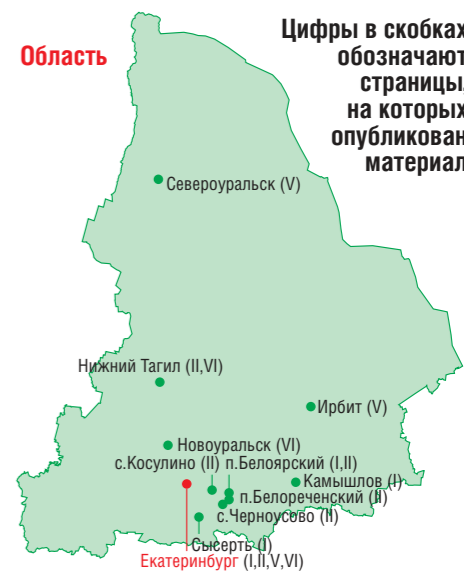 Область
Цифры в скобках
обозначают
страницы,
на которых
опубликован
материал
Североуральск (V)
Нижний Тагил (II,VI)
Ирбит (V)
Новоуральск (VI)
с.Косулино (II) п.Белоярский (I,II)
Камышлов (I)
п.Белореченский (II)
с.Черноусово (II)
Сысерть (I)
Екатеринбург (I,II,V,VI)